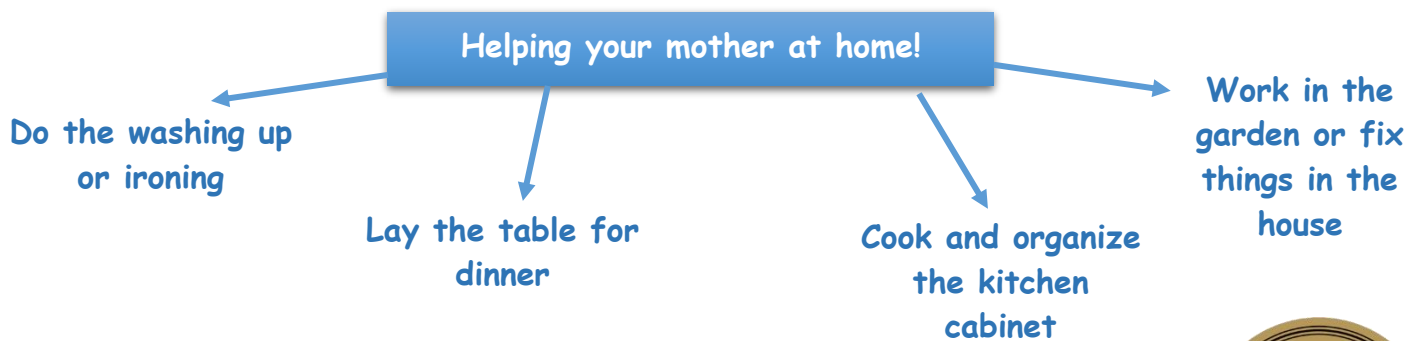 Helping your mother at home!
Do the washing up
or ironing
Lay the table for
dinner
Cook and organize
the kitchen
cabinet
Work in the
garden or fix
things in the
house